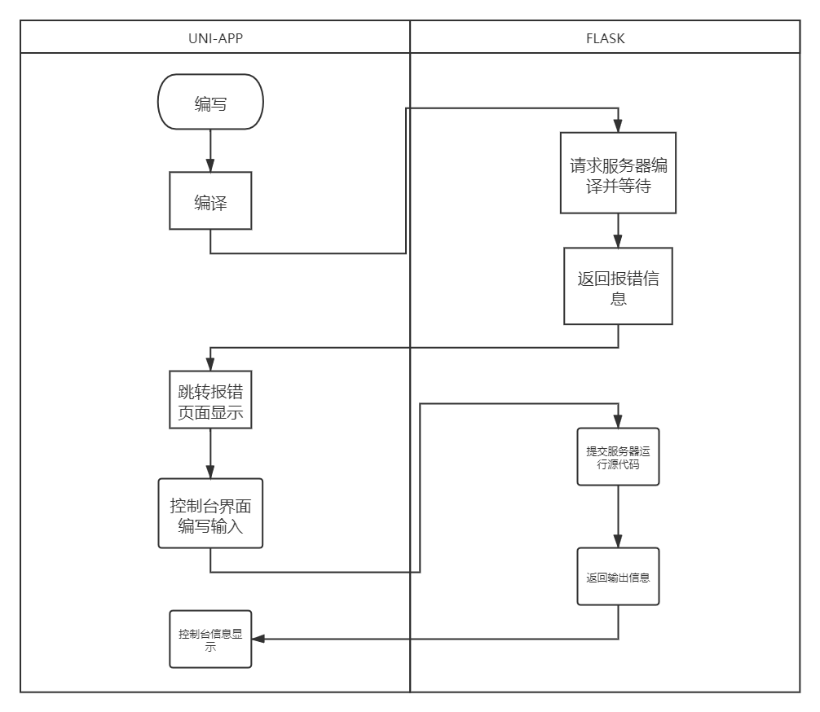 UNI-APP
FLASK
编写
编译
请求服务器编
译并等待
返回报错信
息
跳转报错
页面显示
控制台界面
编写输入
提交服务器运
行源代码
返回输出信息
控制台信息显
示